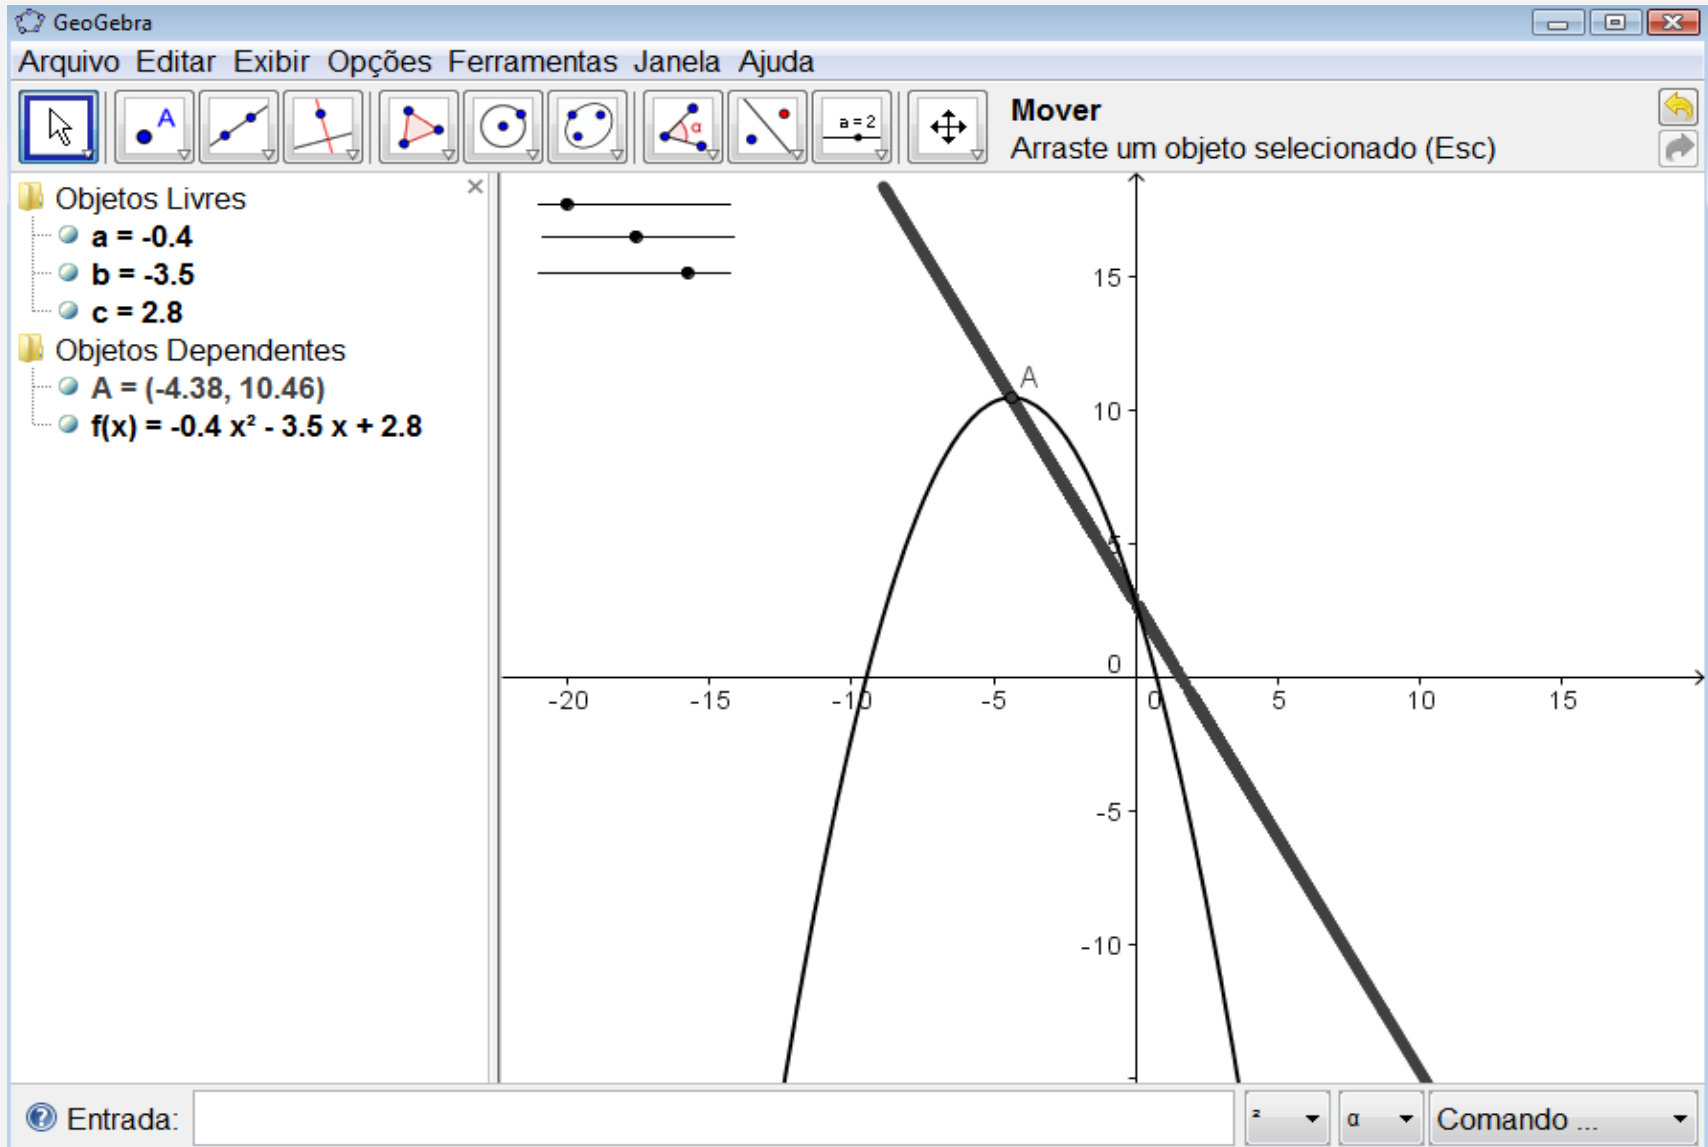 GeoGebra
Arquivo Editar Exibir Opções Ferramentas Janela Ajuda
A
α
a = 2
Mover
Arraste um objeto selecionado (Esc)
Objetos Livres
a = -0.4
b = -3.5
c = 2.8
Objetos Dependentes
A = (-4.38, 10.46)
f(x) = -0.4 x² - 3.5 x + 2.8
15
A
10
5
0
-20 -15 -10 -5 0 5 10 15
-5
-10
Entrada: ² α Comando ...